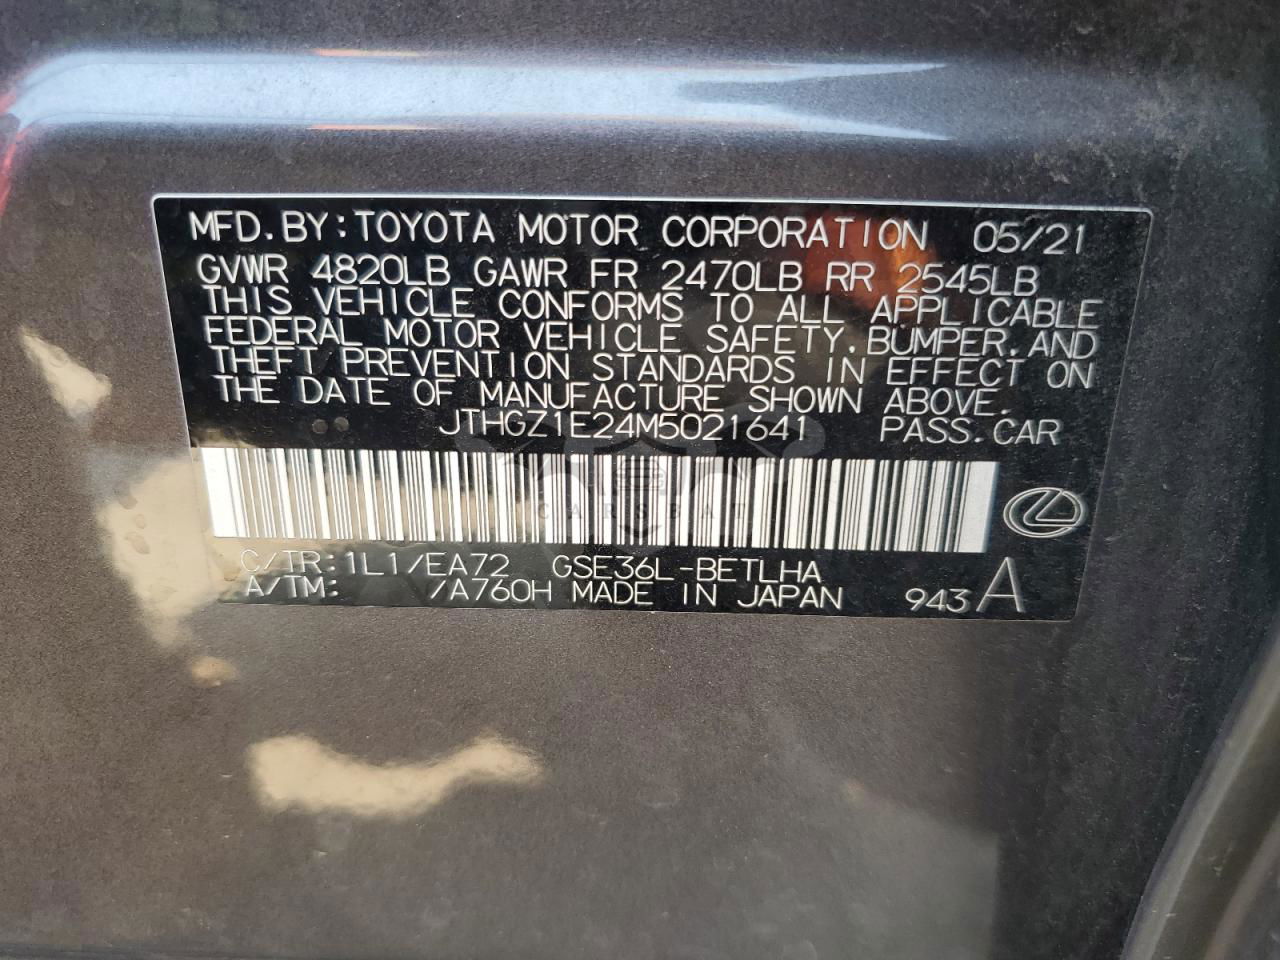 MFD.BY:TOYOTA MOTOR CORPORATION 05/21
GVWR 4820LB GAWR FR 2470LB RR 2545LB
THIS VEHICLE CONFORMS TO ALL APPLICABLE
FEDERAL MOTOR VEHICLE SAFETY,BUMPER,AND
THEFT PREVENTION STANDARDS IN EFFECT ON
THE DATE OF MANUFACTURE SHOWN ABOVE.
JTHGZ1E24M5021641 PASS.CAR
CARSBAT
C/TR:1L1/EA72 GSE36L-BETLHA
A/TM: /A760H MADE IN JAPAN 943 A